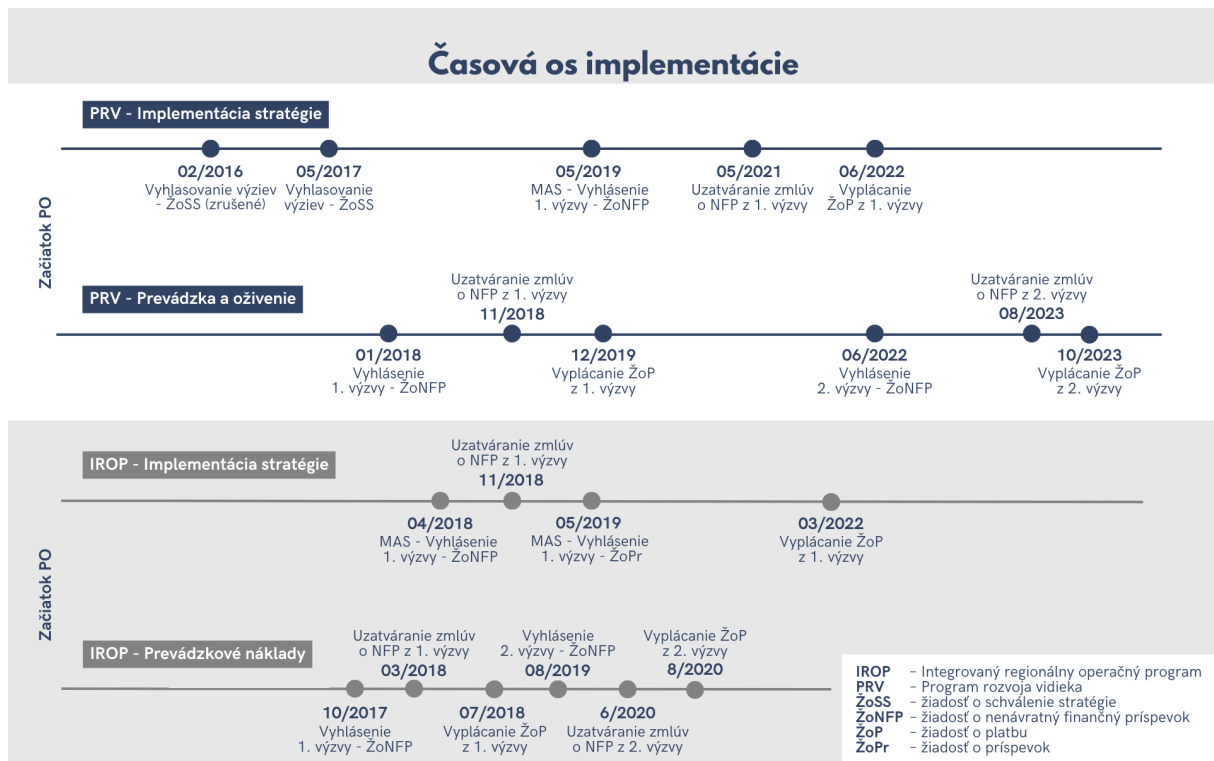 Časová os implementácie
PRV - Implementácia stratégie
Začiatok PO
02/2016
Vyhlasovanie výziev
- ŽoSS (zrušené)
05/2017
Vyhlasovanie
výziev - ŽoSS
05/2019
MAS - Vyhlásenie
1. výzvy - ŽoNFP
05/2021
Uzatváranie zmlúv
o NFP z 1. výzvy
06/2022
Vyplácanie
ŽoP z 1. výzvy
PRV - Prevádzka a oživenie
01/2018
Vyhlásenie
1. výzvy - ŽoNFP
Uzatváranie zmlúv
o NFP z 1. výzvy
11/2018
12/2019
Vyplácanie ŽoP
z 1. výzvy
06/2022
Vyhlásenie
2. výzvy - ŽoNFP
Uzatváranie zmlúv
o NFP z 2. výzvy
08/2023
10/2023
Vyplácanie ŽoP
z 2. výzvy
IROP - Implementácia stratégie
Začiatok PO
04/2018
MAS - Vyhlásenie
1. výzvy - ŽoNFP
Uzatváranie zmlúv
o NFP z 1. výzvy
11/2018
05/2019
MAS - Vyhlásenie
1. výzvy - ŽoPr
03/2022
Vyplácanie ŽoP
z 1. výzvy
IROP - Prevádzkové náklady
10/2017
Vyhlásenie
1. výzvy - ŽoNFP
Uzatváranie zmlúv
o NFP z 1. výzvy
03/2018
07/2018
Vyplácanie ŽoP
z 1. výzvy
Vyhlásenie
2. výzvy - ŽoNFP
08/2019
6/2020
Uzatváranie zmlúv
o NFP z 2. výzvy
Vyplácanie ŽoP
z 2. výzvy
8/2020
IROP – Integrovaný regionálny operačný program
PRV – Program rozvoja vidieka
ŽoSS – žiadosť o schválenie stratégie
ŽoNFP – žiadosť o nenávratný finančný príspevok
ŽoP – žiadosť o platbu
ŽoPr – žiadosť o príspevok